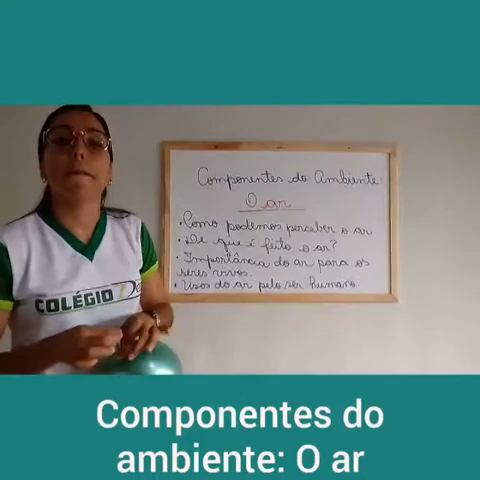 Componentes do Ambiente:
O ar
• Como podemos perceber o ar
• De que é feito o ar?
• Importância do ar para os
seres vivos.
• Usos do ar pelo ser humano.
COLÉGIO
Componentes do
ambiente: O ar